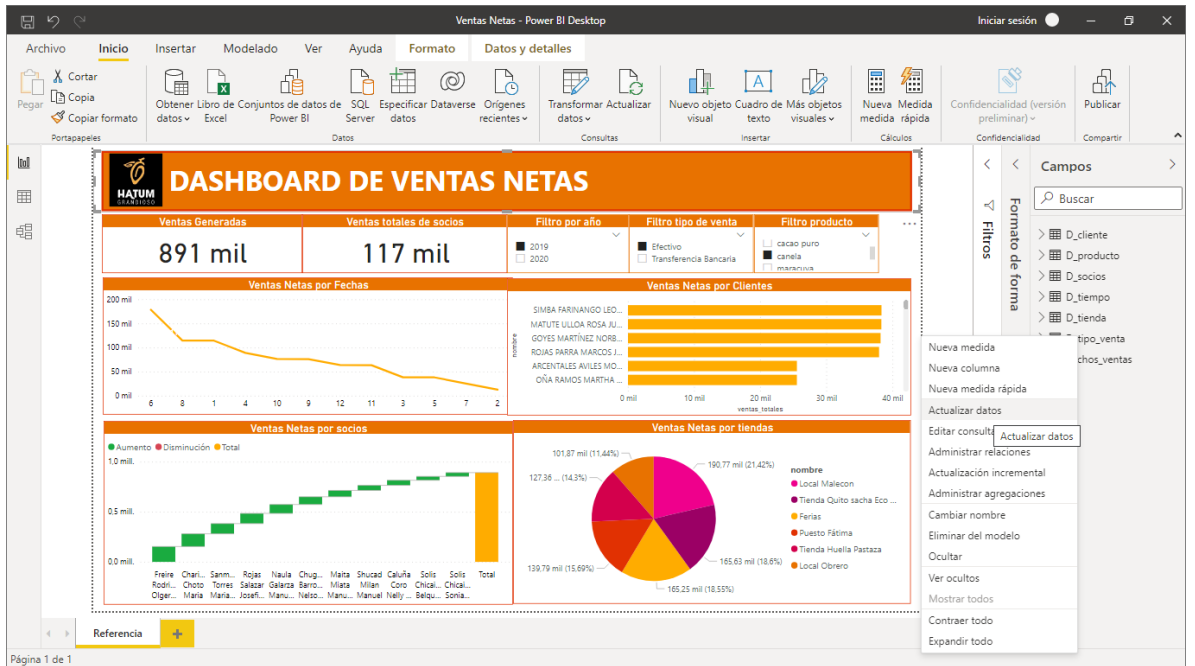 Ventas Netas - Power BI Desktop
Iniciar sesión
Archivo Inicio Insertar Modelado Ver Ayuda Formato Datos y detalles
Pegar
Cortar
Copia
Copiar formato
Portapapeles
Obtener datos
Libro de Excel
Conjuntos de datos de Power BI
SQL Server
Especificar datos
Dataverse
Orígenes recientes
Datos
Transformar datos
Actualizar
Consultas
Nuevo objeto visual
Cuadro de texto
Más objetos visuales
Insertar
Nueva medida
Medida rápida
Cálculos
Confidencialidad (versión preliminar)
Confidencialidad
Publicar
Compartir
HATUM
GRANDIOSO
DASHBOARD DE VENTAS NETAS
Ventas Generadas
891 mil
Ventas totales de socios
117 mil
Filtro por año
2019
2020
Filtro tipo de venta
Efectivo
Transferencia Bancaria
Filtro producto
cacao puro
canela
maracuya
Ventas Netas por Fechas
200 mil
150 mil
100 mil
50 mil
0 mil
6 8 1 4 10 9 12 11 3 5 7 2
Ventas Netas por Clientes
nombre
SIMBA FARINANGO LEO...
MATUTE ULLOA ROSA JU...
GOYES MARTÍNEZ NORB...
ROJAS PARRA MARCOS J...
ARCENTALES AVILES MO...
OÑA RAMOS MARTHA ...
0 mil 10 mil 20 mil 30 mil 40 mil
ventas_totales
Ventas Netas por socios
Aumento Disminución Total
1,0 mill.
0,5 mill.
0,0 mill.
Freire Rodri... Olger...
Chari... Choto Maria
Sanm... Torres Maria...
Rojas Salazar Josefi...
Naula Galarza Manu...
Chug... Barro... Nelso...
Maita Miata Manu...
Shucad Milan Manuel
Caluña Coro Nelly ...
Solis Chicai... Belqu...
Solis Chicai... Sonia...
Total
Ventas Netas por tiendas
101,87 mil (11,44%)
190,77 mil (21,42%)
127,36 ... (14,3%)
139,79 mil (15,69%)
165,63 mil (18,6%)
165,25 mil (18,55%)
nombre
Local Malecon
Tienda Quito sacha Eco ...
Ferias
Puesto Fátima
Tienda Huella Pastaza
Local Obrero
Filtros
Formato de forma
Campos
Buscar
D_cliente
D_producto
D_socios
D_tiempo
D_tienda
tipo_venta
chos_ventas
Nueva medida
Nueva columna
Nueva medida rápida
Actualizar datos
Editar consulta
Actualizar datos
Administrar relaciones
Actualización incremental
Administrar agregaciones
Cambiar nombre
Eliminar del modelo
Ocultar
Ver ocultos
Mostrar todos
Contraer todo
Expandir todo
Referencia
Página 1 de 1